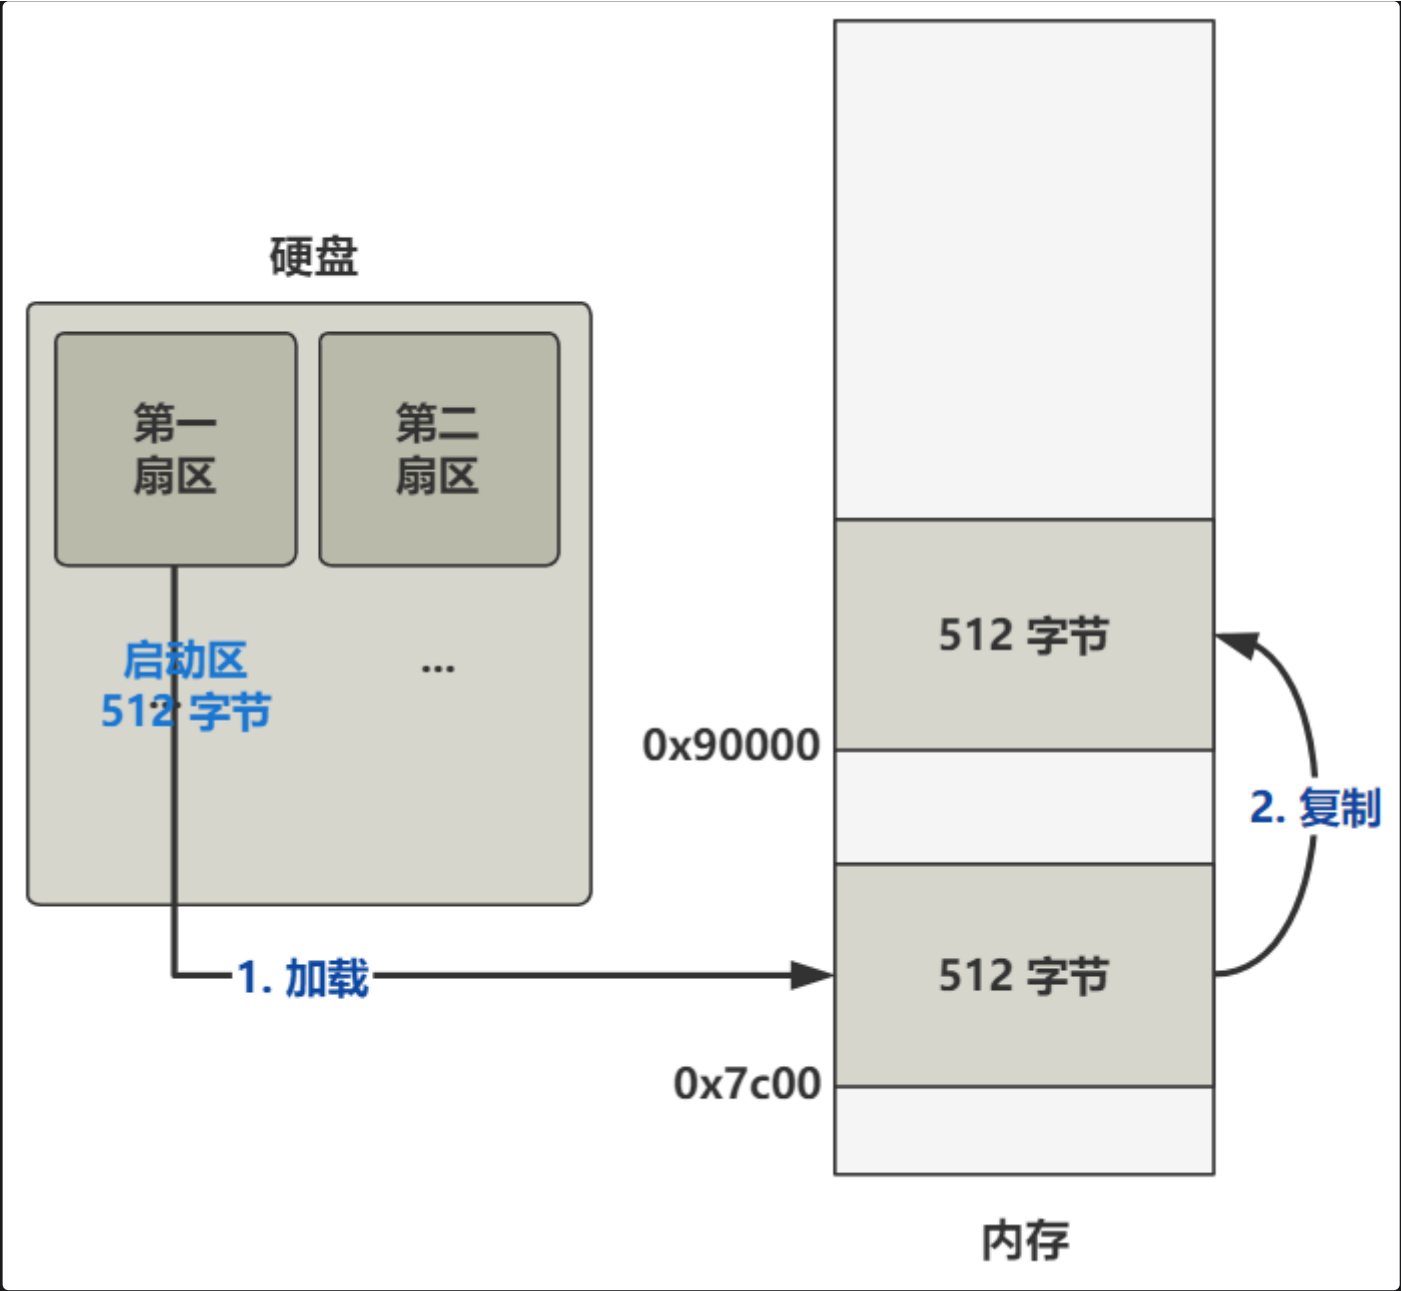 硬盘
第一
扇区
第二
扇区
启动区
512 字节
...
...
1. 加载
512 字节
0x90000
2. 复制
512 字节
0x7c00
内存